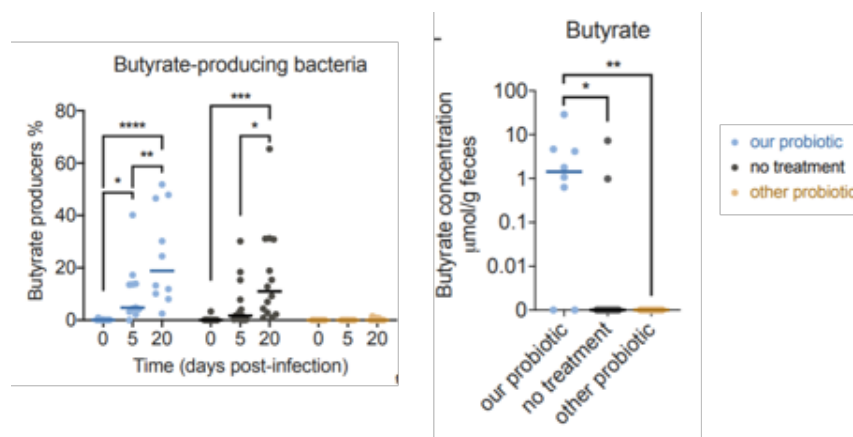 Butyrate-producing bacteria
Butyrate producers %
80
60
40
20
0
****
*
**
***
*
0 5 20 0 5 20 0 5 20
Time (days post-infection)
Butyrate
Butyrate concentration
μmol/g feces
100
10
1
0.1
0.01
0
**
*
our probiotic
no treatment
other probiotic
our probiotic
no treatment
other probiotic